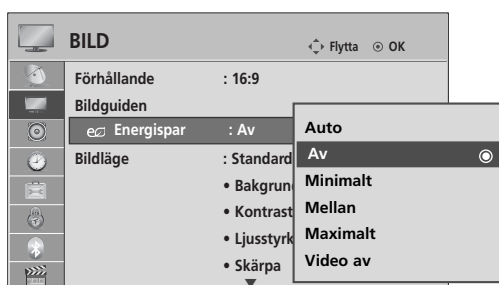 BILD
Flytta OK
Förhållande : 16:9
Bildguiden
Energispar : Av
Bildläge : Standard
• Bakgrun
• Kontrast
• Ljusstyrk
• Skärpa
Auto
Av
Minimalt
Mellan
Maximalt
Video av